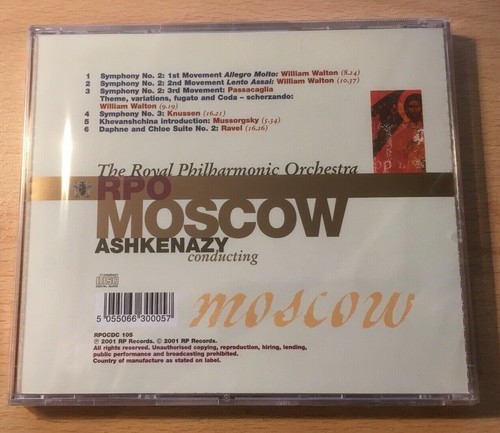 1 Symphony No. 2: 1st Movement Allegro Molto: William Walton (8.24)
2 Symphony No. 2: 2nd Movement Lento Assai: William Walton (10.37)
3 Symphony No. 2: 3rd Movement: Passacaglia
Theme, variations, fugato and Coda – scherzando:
William Walton (9.19)
4 Symphony No. 3: Knussen (16.21)
5 Khovanshchina introduction: Mussorgsky (5.34)
6 Daphne and Chloe Suite No. 2: Ravel (16.26)
The Royal Philharmonic Orchestra
RPO
MOSCOW
ASHKENAZY
conducting
COMPACT
disc
DIGITAL AUDIO
5 055066 300057
moscow
RPOCDC 105
℗ 2001 RP Records. © 2001 RP Records.
All rights reserved. Unauthorised copying, reproduction, hiring, lending,
public performance and broadcasting prohibited.
Country of manufacture as stated on label.